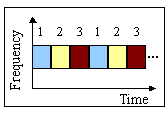 1 2 3 1 2 3
...
Frequency
Time